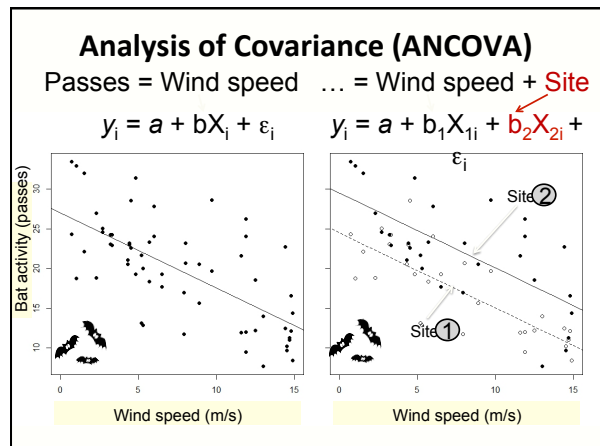 Analysis of Covariance (ANCOVA)
Passes = Wind speed
… = Wind speed + Site
yᵢ = a + bXᵢ + εᵢ
yᵢ = a + b₁X₁ᵢ + b₂X₂ᵢ +
εᵢ
Bat activity (passes)
30
25
20
15
10
0
5
10
15
Wind speed (m/s)
Site 2
Site 1
0
5
10
15
Wind speed (m/s)